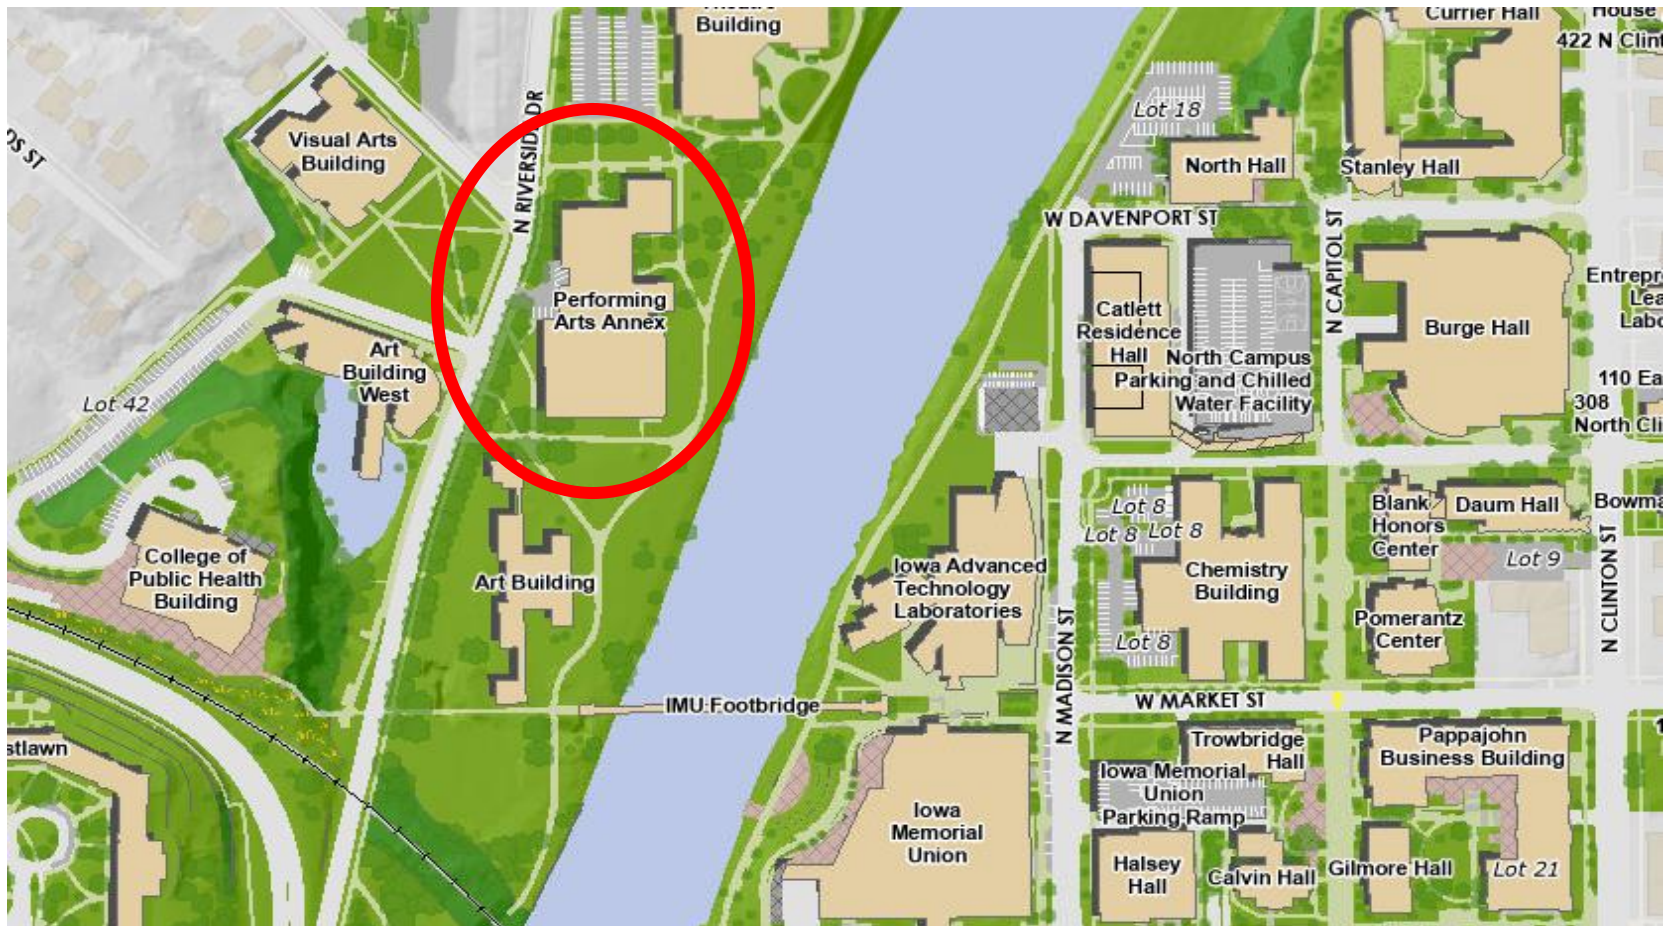 Building
Currier Hall
House
422 N Clint
Visual Arts
Building
Lot 18
North Hall
Stanley Hall
N RIVERSIDE DR
DS ST
W DAVENPORT ST
N CAPITOL ST
Performing
Arts Annex
Catlett
Residence
Hall
North Campus
Parking and Chilled
Water Facility
Burge Hall
Entrepr
Lea
Labo
110 Ea
308
North Cli
Art
Building
West
Lot 42
Lot 8
Lot 8
Lot 8
Blank
Honors
Center
Daum Hall
Bowma
Lot 9
College of
Public Health
Building
Art Building
Iowa Advanced
Technology
Laboratories
Chemistry
Building
Lot 8
Pomerantz
Center
N CLINTON ST
N MADISON ST
IMU Footbridge
W MARKET ST
stlawn
Trowbridge
Hall
Pappajohn
Business Building
1
Iowa Memorial
Union
Parking Ramp
Iowa
Memorial
Union
Halsey
Hall
Calvin Hall
Gilmore Hall
Lot 21